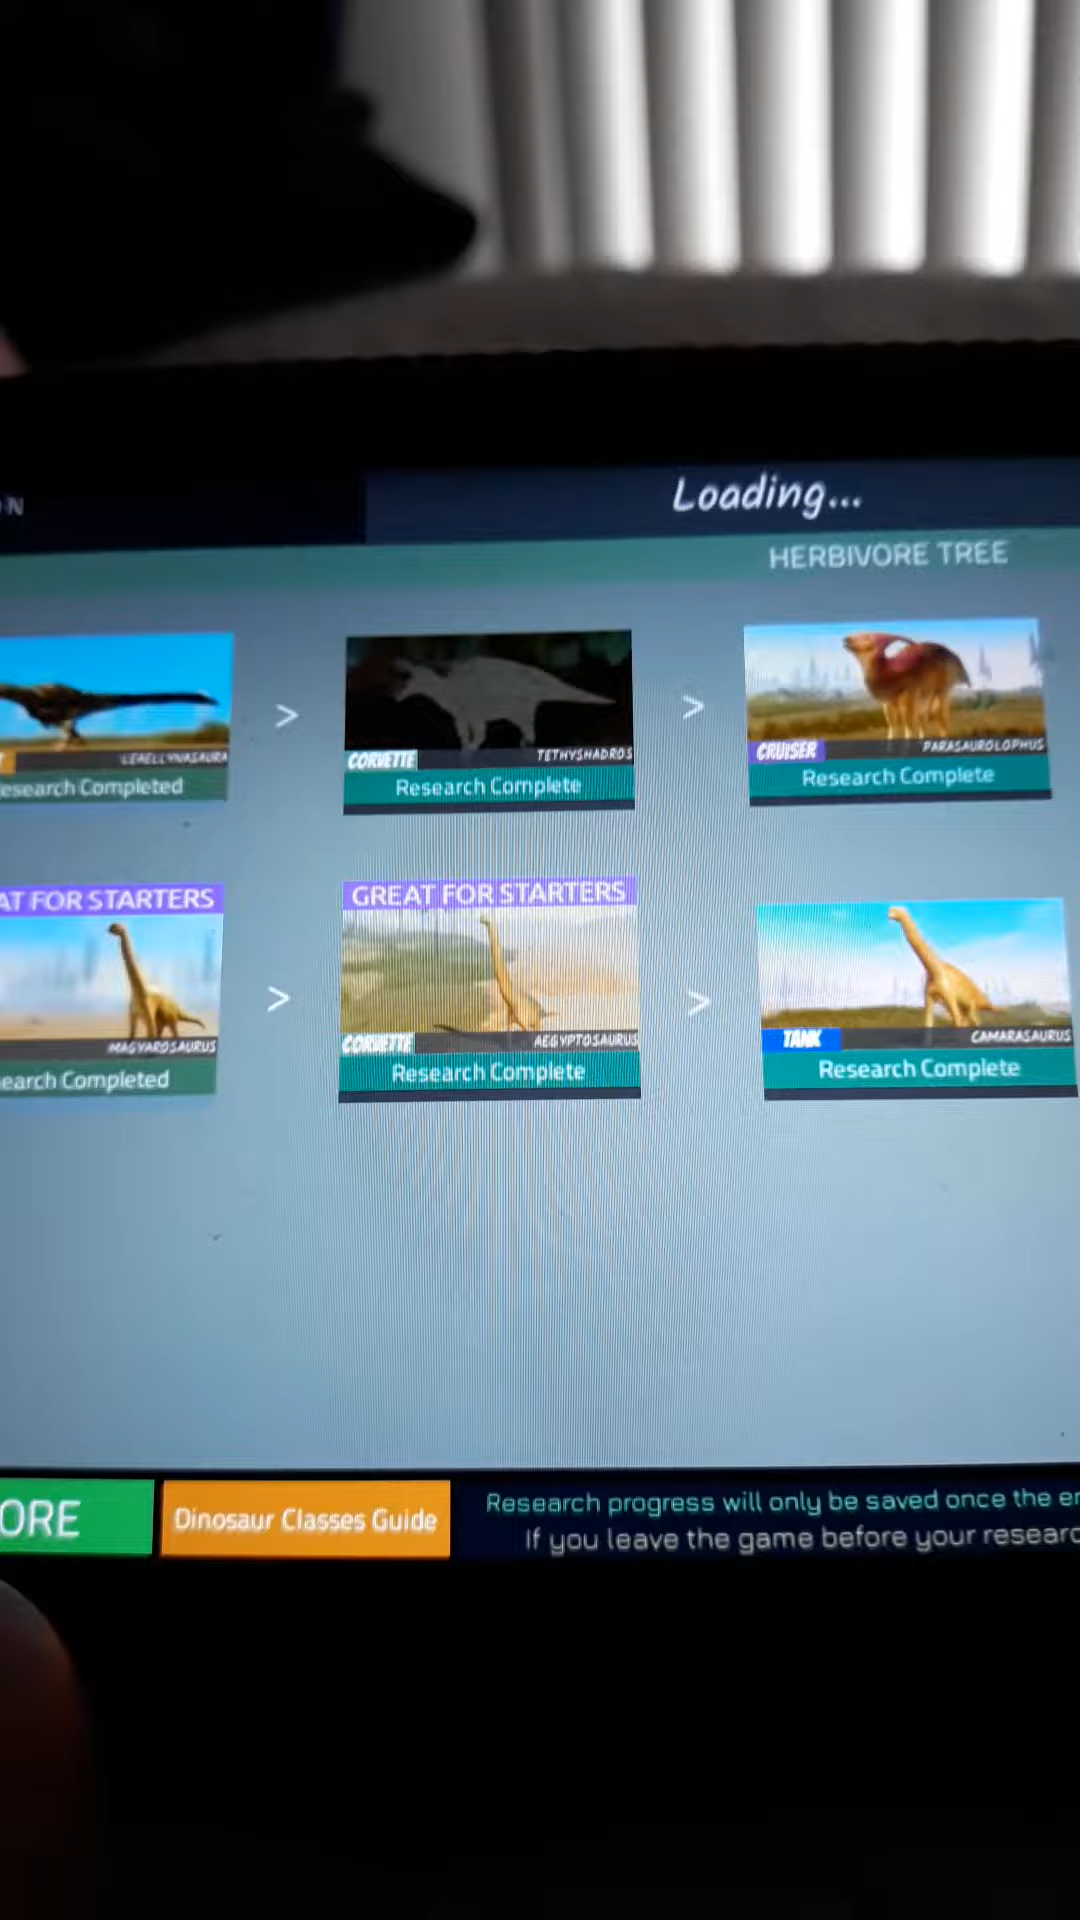 Loading...
HERBIVORE TREE
LEAELLYNASAURA
esearch Completed
CORVETTE
TETHYSHADROS
Research Complete
CRUISER
PARASAUROLOPHUS
Research Complete
AT FOR STARTERS
MAGYAROSAURUS
earch Completed
GREAT FOR STARTERS
CORVETTE
AEGYPTOSAURUS
Research Complete
TANK
CAMARASAURUS
Research Complete
ORE
Dinosaur Classes Guide
Research progress will only be saved once the er
If you leave the game before your researc